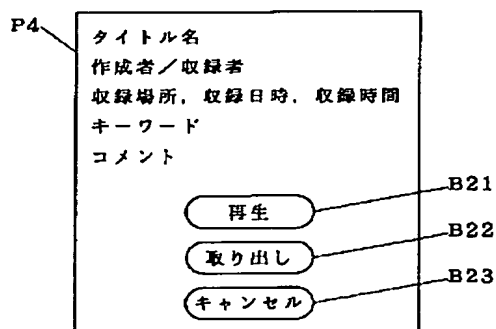 P4
タイトル名
作成者／収録者
収録場所，収録日時，収録時間
キーワード
コメント
再生
B21
取り出し
B22
キャンセル
B23